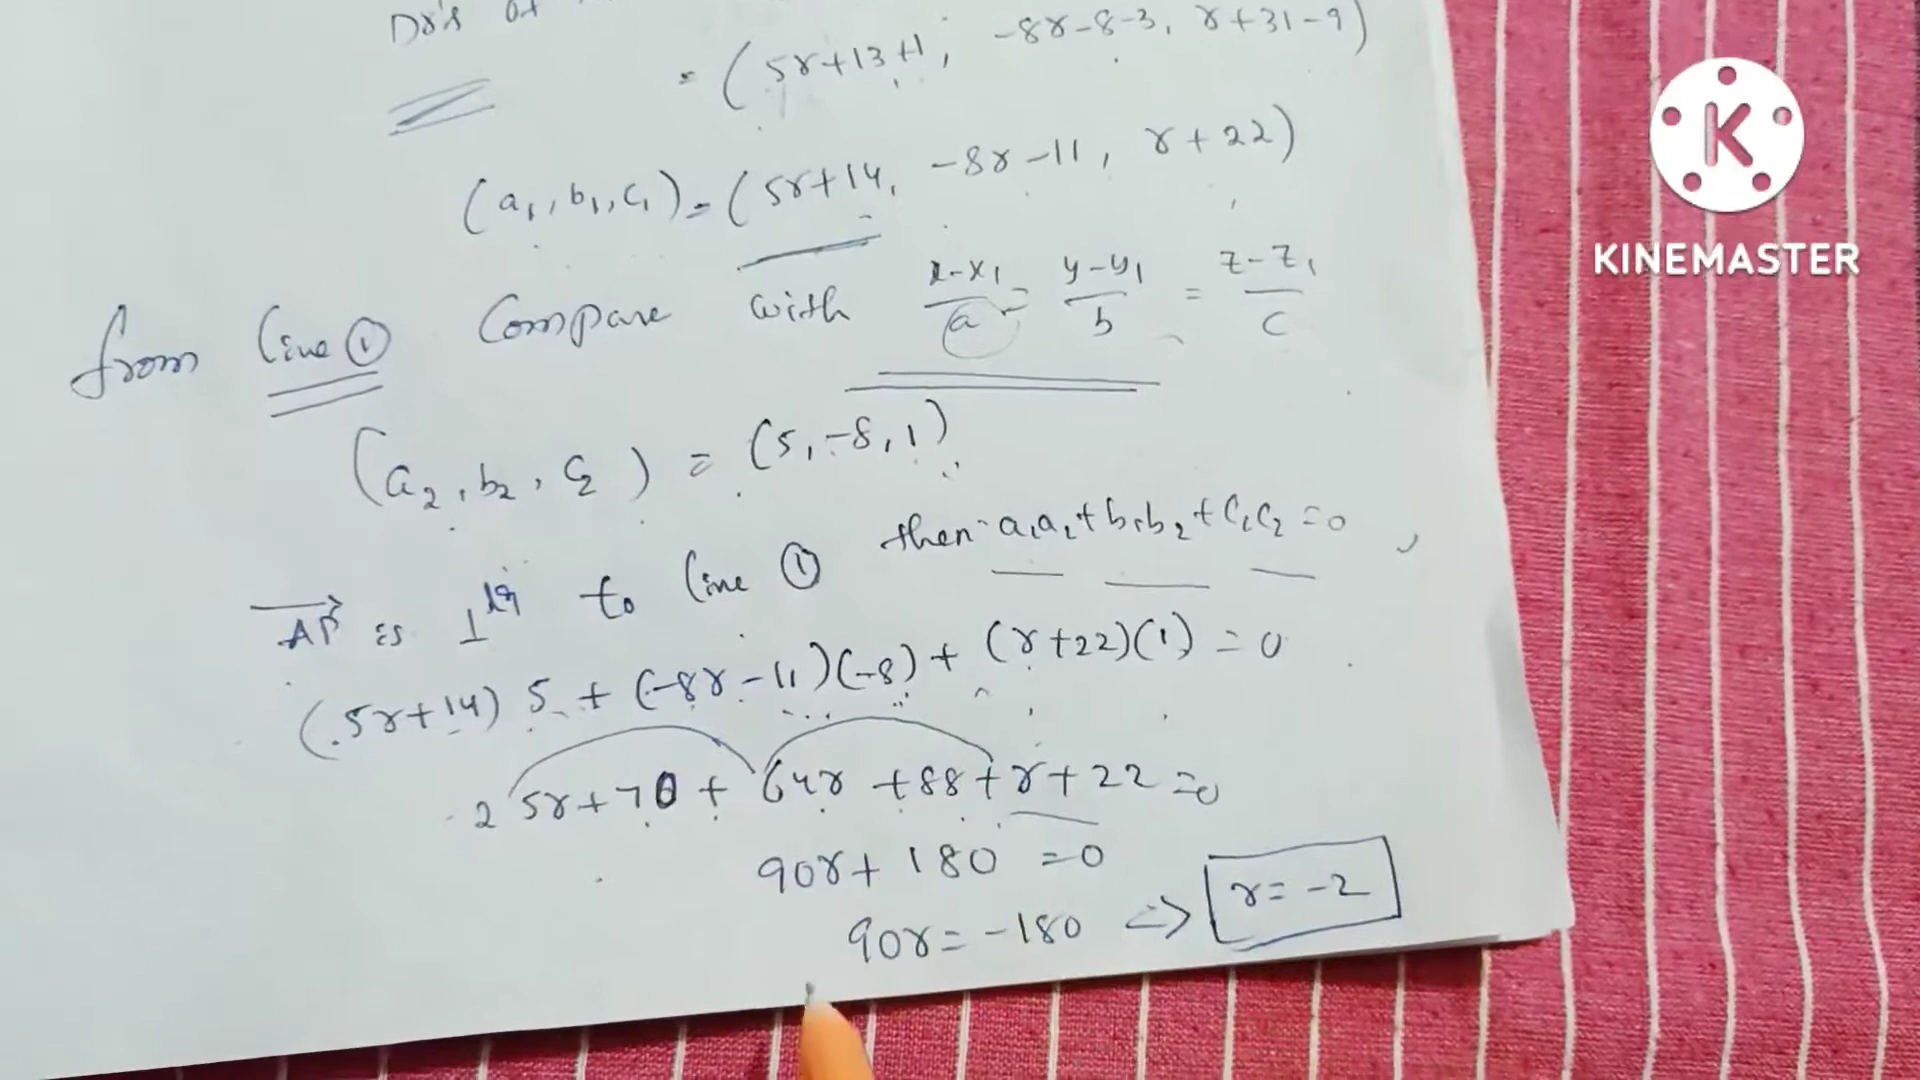 Dr's of
= (5r+13+1, -8r-8-3, r+31-9)
(a₁, b₁, c₁) = (5r+14, -8r-11, r+22)
from line ① Compare with x-x₁/a = y-y₁/b = z-z₁/c
(a₂, b₂, c₂) = (5, -8, 1)
AP is ⊥lr to line ① then a₁a₂+b₁b₂+c₁c₂=0,
(5r+14) 5 + (-8r-11)(-8) + (r+22)(1) = 0
25r+70 + 64r +88+r+22=0
90r+ 180 =0
90r= -180 => r= -2
K
KINEMASTER